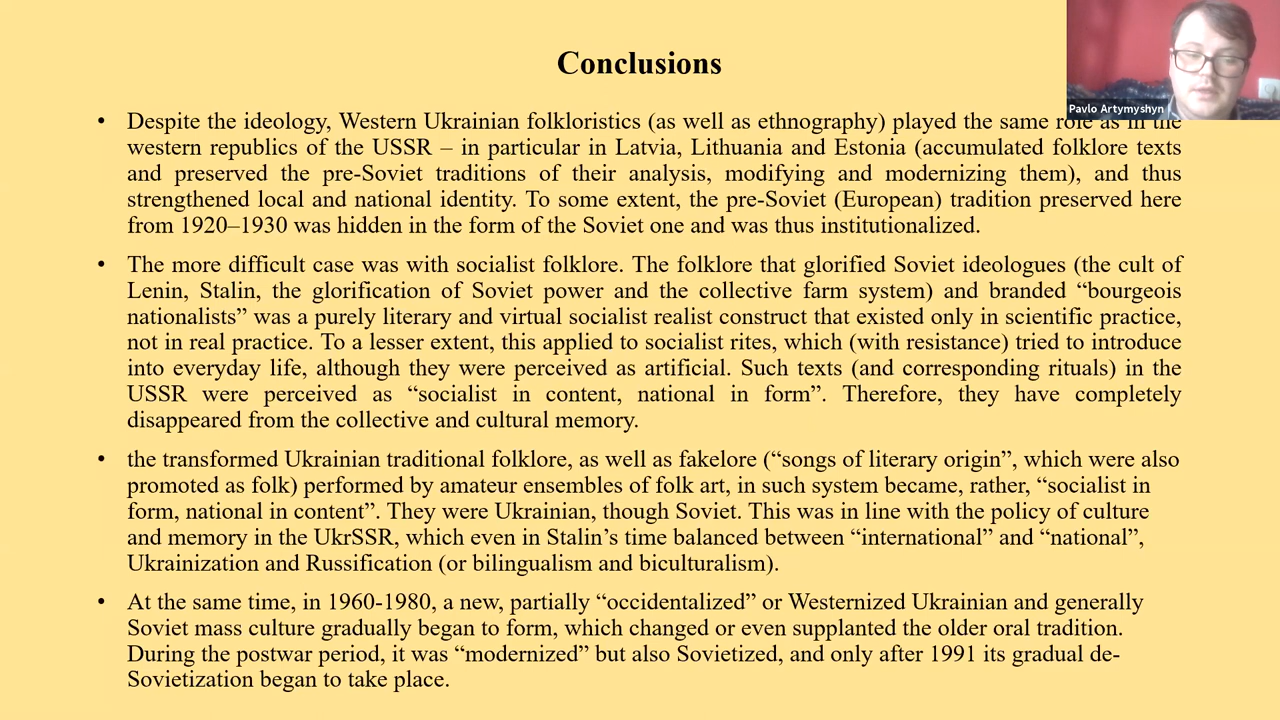 Conclusions
Pavlo Artymyshyn
• Despite the ideology, Western Ukrainian folkloristics (as well as ethnography) played the same role as in the
western republics of the USSR – in particular in Latvia, Lithuania and Estonia (accumulated folklore texts
and preserved the pre-Soviet traditions of their analysis, modifying and modernizing them), and thus
strengthened local and national identity. To some extent, the pre-Soviet (European) tradition preserved here
from 1920–1930 was hidden in the form of the Soviet one and was thus institutionalized.
• The more difficult case was with socialist folklore. The folklore that glorified Soviet ideologues (the cult of
Lenin, Stalin, the glorification of Soviet power and the collective farm system) and branded “bourgeois
nationalists” was a purely literary and virtual socialist realist construct that existed only in scientific practice,
not in real practice. To a lesser extent, this applied to socialist rites, which (with resistance) tried to introduce
into everyday life, although they were perceived as artificial. Such texts (and corresponding rituals) in the
USSR were perceived as “socialist in content, national in form”. Therefore, they have completely
disappeared from the collective and cultural memory.
• the transformed Ukrainian traditional folklore, as well as fakelore (“songs of literary origin”, which were also
promoted as folk) performed by amateur ensembles of folk art, in such system became, rather, “socialist in
form, national in content”. They were Ukrainian, though Soviet. This was in line with the policy of culture
and memory in the UkrSSR, which even in Stalin’s time balanced between “international” and “national”,
Ukrainization and Russification (or bilingualism and biculturalism).
• At the same time, in 1960-1980, a new, partially “occidentalized” or Westernized Ukrainian and generally
Soviet mass culture gradually began to form, which changed or even supplanted the older oral tradition.
During the postwar period, it was “modernized” but also Sovietized, and only after 1991 its gradual de-
Sovietization began to take place.